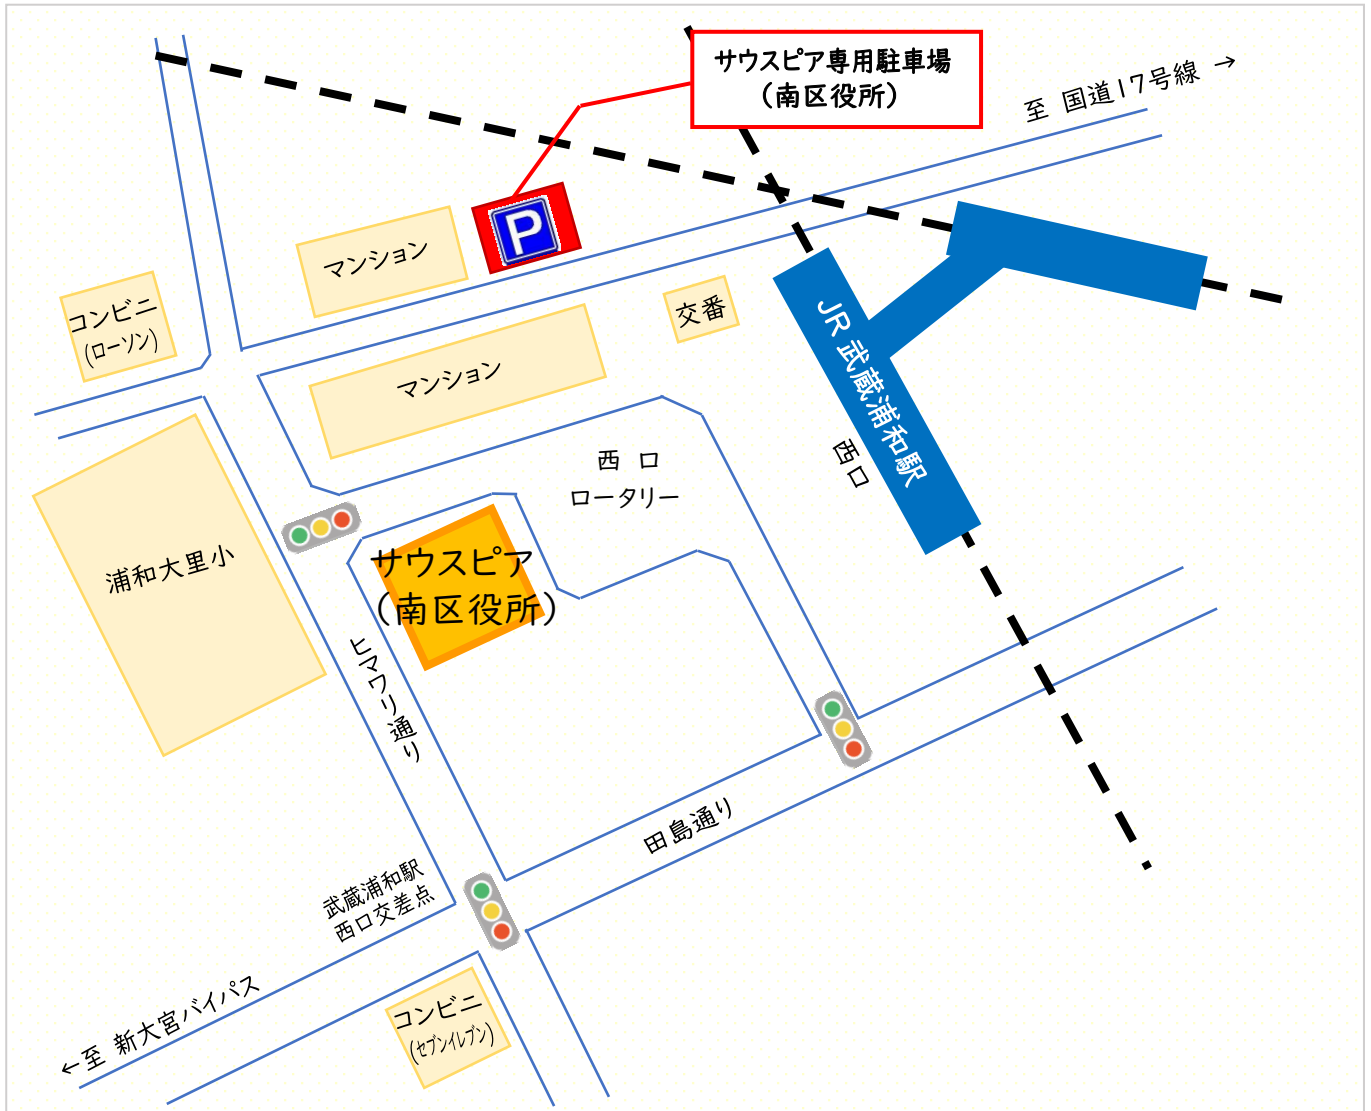 サウスピア専用駐車場
(南区役所)
至 国道17号線 →
P
マンション
コンビニ
(ローソン)
交番
マンション
JR 武蔵浦和駅
西口
西 口
ロータリー
浦和大里小
サウスピア
(南区役所)
ヒマワリ通り
田島通り
武蔵浦和駅
西口交差点
←至 新大宮バイパス
コンビニ
(セブンイレブン)